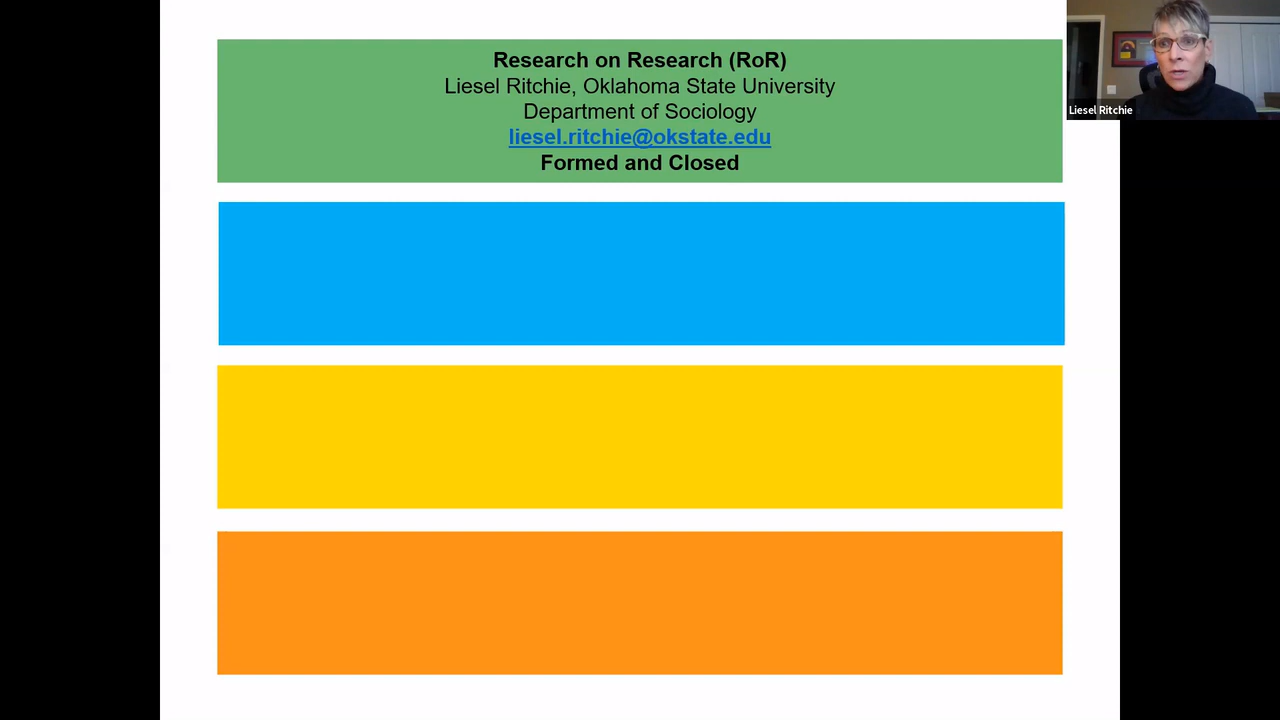 Research on Research (RoR)
Liesel Ritchie, Oklahoma State University
Department of Sociology
liesel.ritchie@okstate.edu
Formed and Closed
Liesel Ritchie